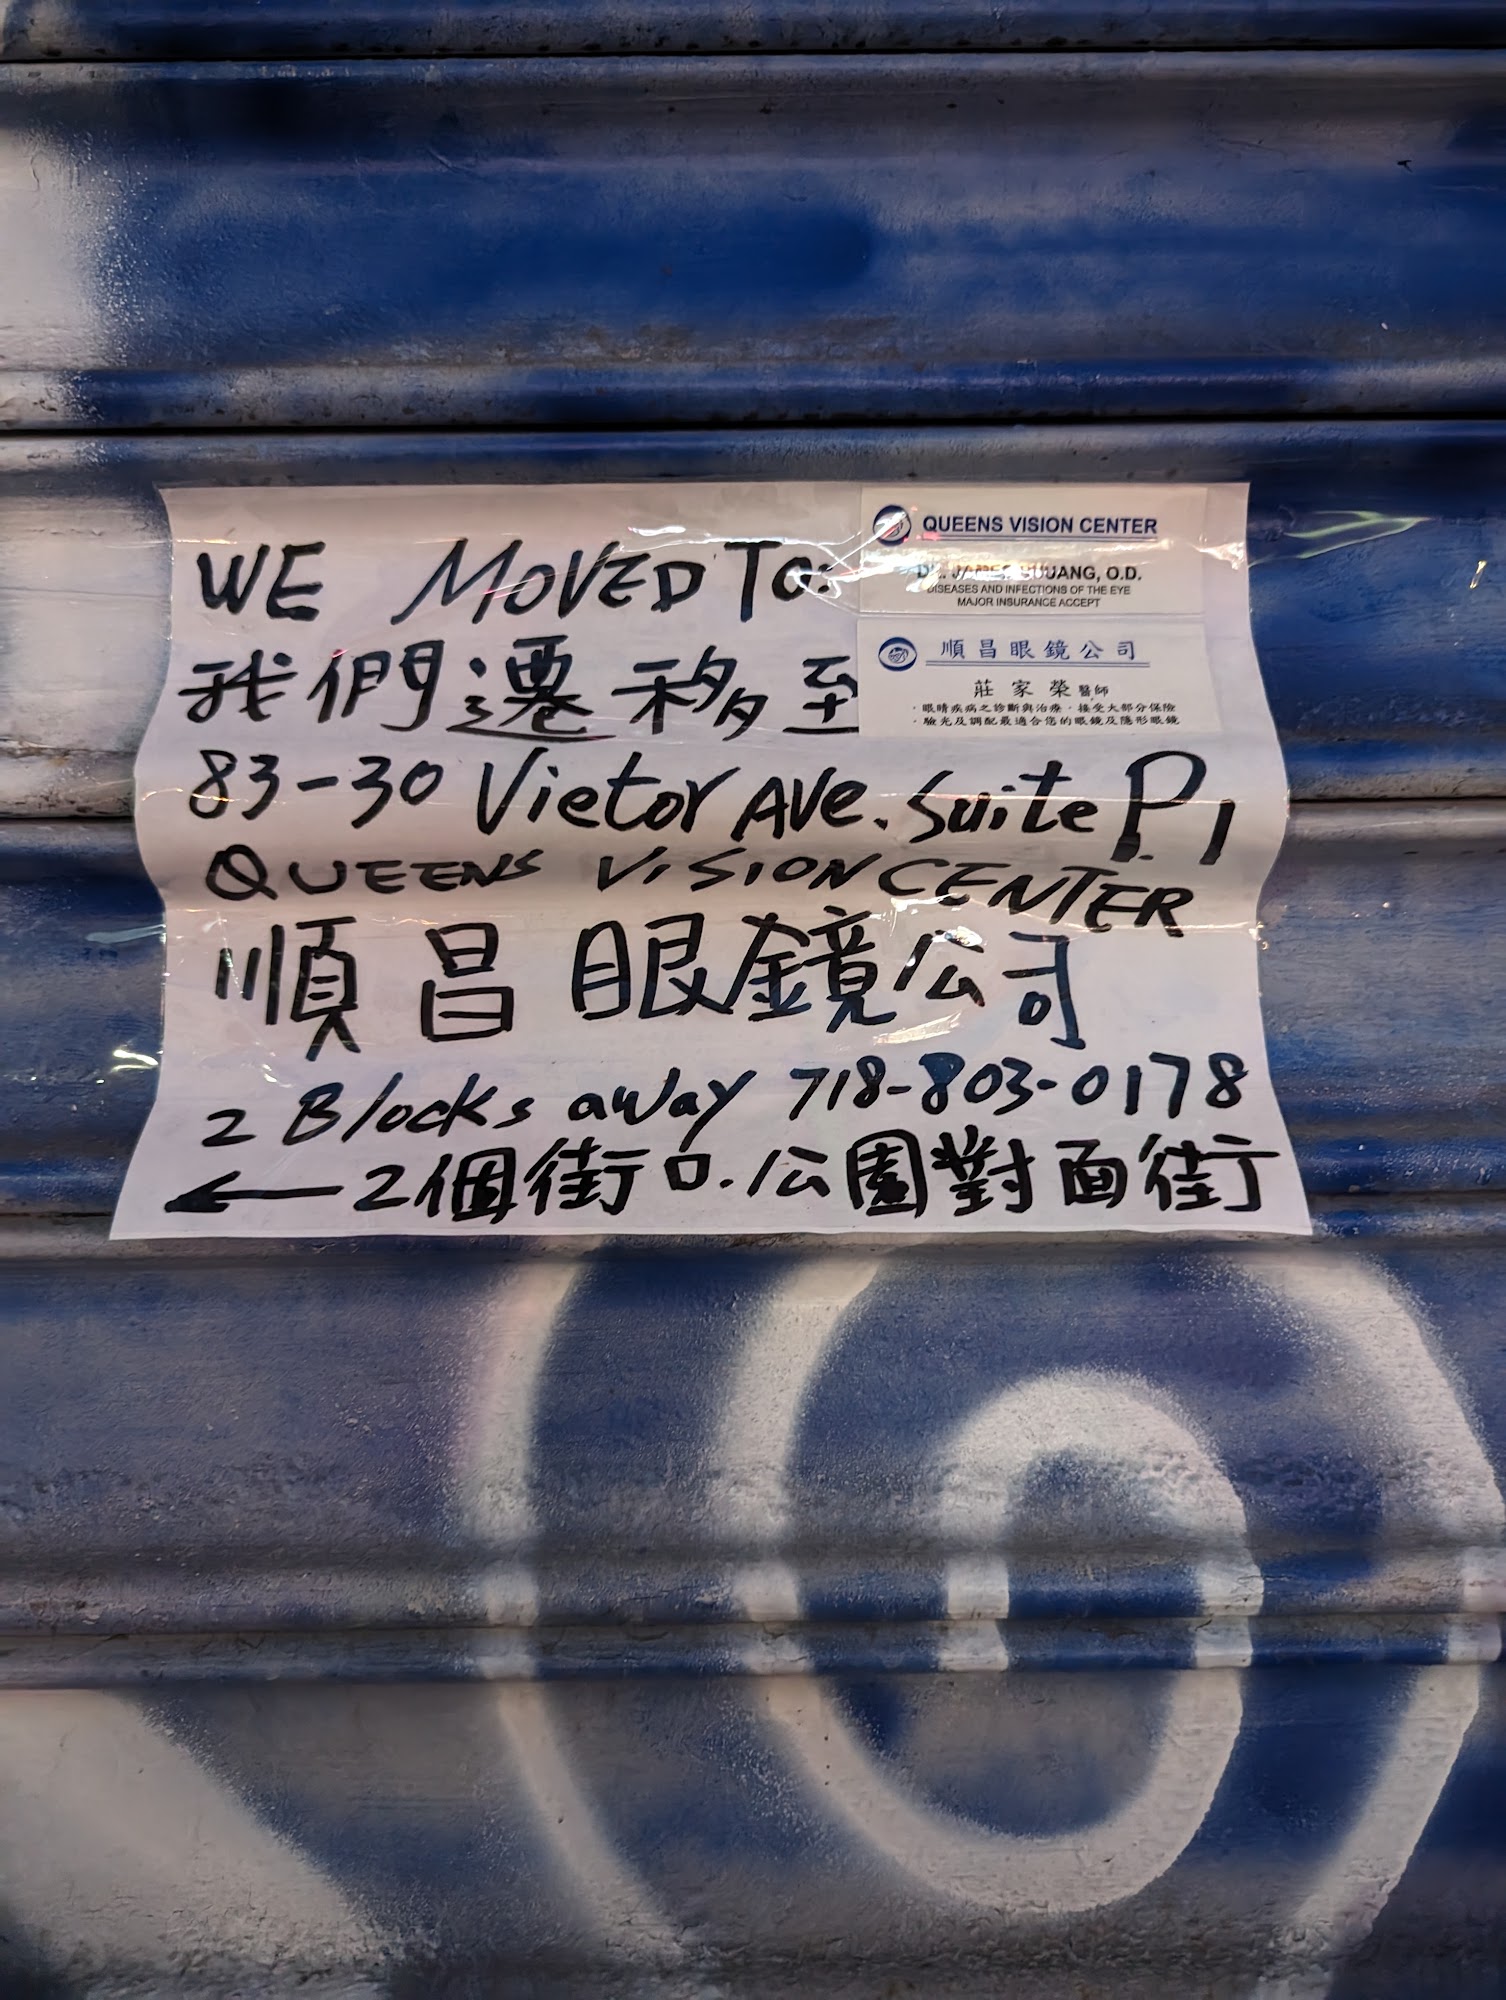 WE MOVED TO:
我們遷移至
83-30 Vietor Ave. Suite P.1
QUEENS VISION CENTER
順昌眼鏡公司
2 Blocks away 718-803-0178
← 2個街口.公園對面街
QUEENS VISION CENTER
O.D.
DISEASES AND INFECTIONS OF THE EYE
MAJOR INSURANCE ACCEPT
順昌眼鏡公司
莊家榮醫師
·眼睛疾病之診斷與治療·接受大部分保險
·驗光及調配最適合您的眼鏡及隱形眼鏡